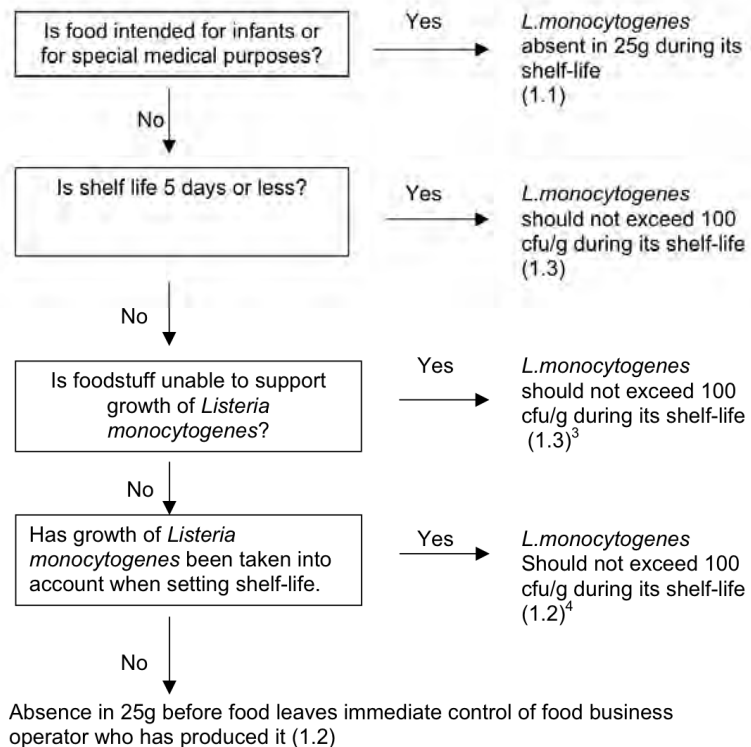 Is food intended for infants or
for special medical purposes?
Yes
L.monocytogenes
absent in 25g during its
shelf-life
(1.1)
No
Is shelf life 5 days or less?
Yes
L.monocytogenes
should not exceed 100
cfu/g during its shelf-life
(1.3)
No
Is foodstuff unable to support
growth of Listeria
monocytogenes?
Yes
L.monocytogenes
should not exceed 100
cfu/g during its shelf-life
(1.3)³
No
Has growth of Listeria
monocytogenes been taken into
account when setting shelf-life.
Yes
L.monocytogenes
Should not exceed 100
cfu/g during its shelf-life
(1.2)⁴
No
Absence in 25g before food leaves immediate control of food business
operator who has produced it (1.2)